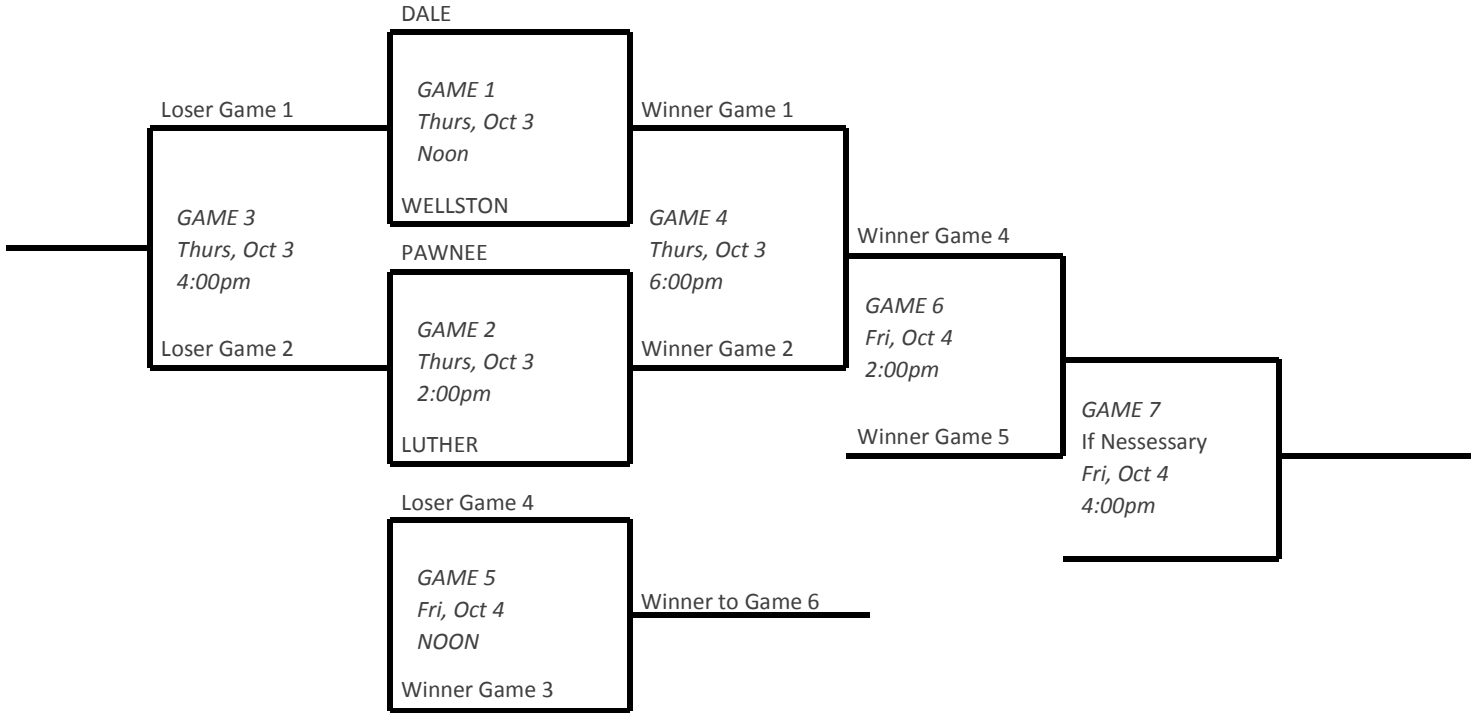 DALE
GAME 1
Thurs, Oct 3
Noon
WELLSTON
Loser Game 1
GAME 3
Thurs, Oct 3
4:00pm
Loser Game 2
PAWNEE
GAME 2
Thurs, Oct 3
2:00pm
LUTHER
Winner Game 1
GAME 4
Thurs, Oct 3
6:00pm
Winner Game 2
Winner Game 4
GAME 6
Fri, Oct 4
2:00pm
Winner Game 5
GAME 7
If Nessessary
Fri, Oct 4
4:00pm
Loser Game 4
GAME 5
Fri, Oct 4
NOON
Winner Game 3
Winner to Game 6